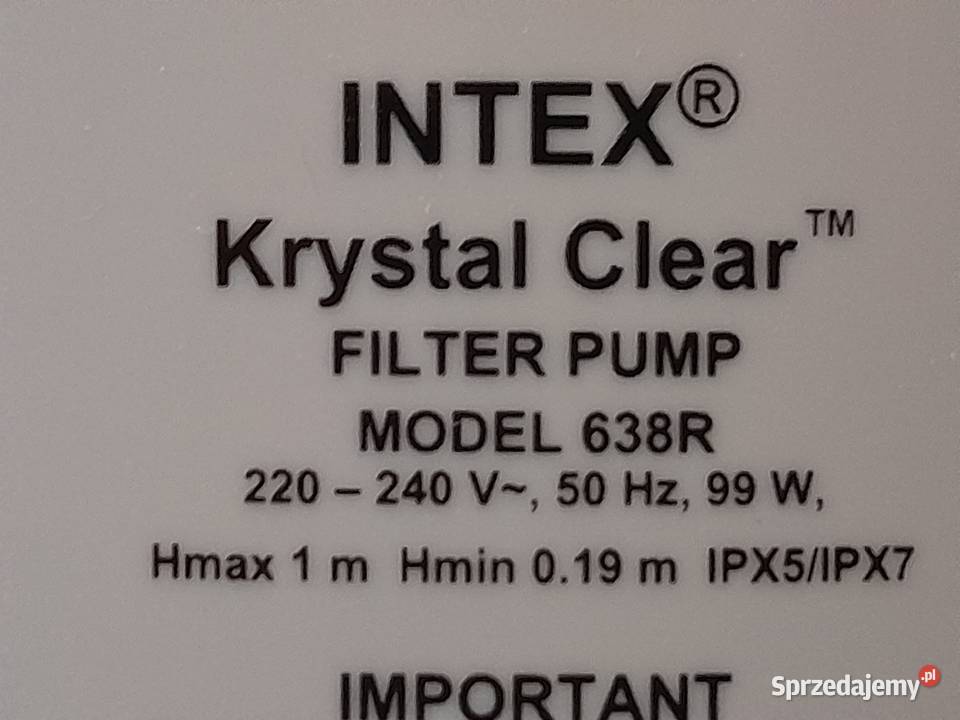 INTEX®
Krystal Clear™
FILTER PUMP
MODEL 638R
220 – 240 V~, 50 Hz, 99 W,
Hmax 1 m Hmin 0.19 m IPX5/IPX7
IMPORTANT
Sprzedajemy.pl